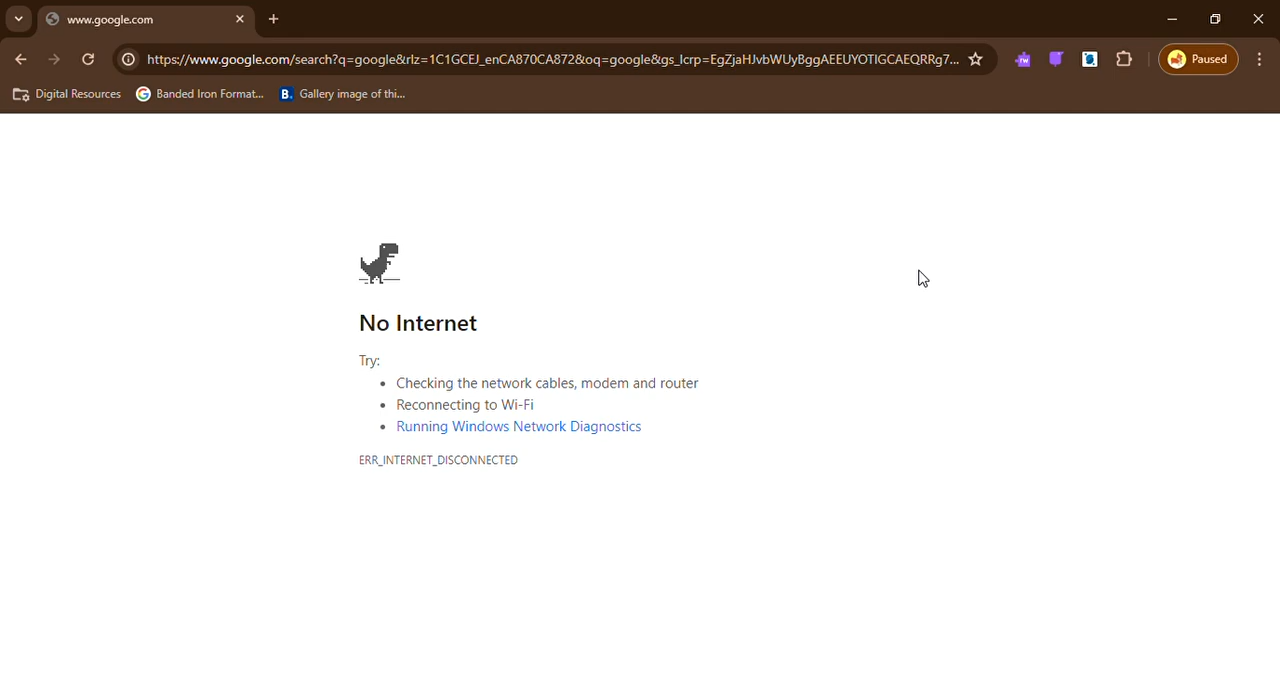 www.google.com
https://www.google.com/search?q=google&rlz=1C1GCEJ_enCA870CA872&oq=google&gs_lcrp=EgZjaHJvbWUyBggAEEUYOTIGCAEQRRg7...
rw
Paused
Digital Resources
G Banded Iron Format...
B. Gallery image of thi...
No Internet
Try:
• Checking the network cables, modem and router
• Reconnecting to Wi-Fi
• Running Windows Network Diagnostics
ERR_INTERNET_DISCONNECTED